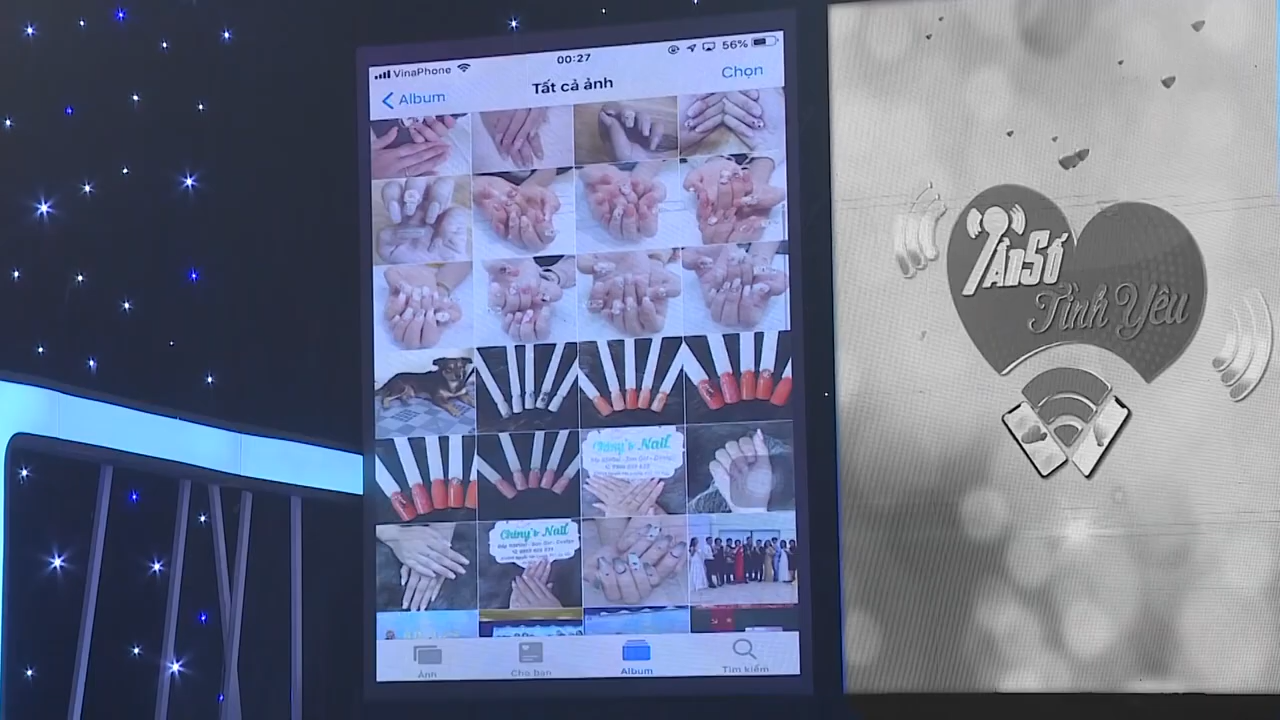 VinaPhone
00:27
56%
Album
Tất cả ảnh
Chọn
Chiny's Nail
Chiny's Nail
Ảnh
Cho bạn
Album
Tìm kiếm
Tần Số
Tình Yêu